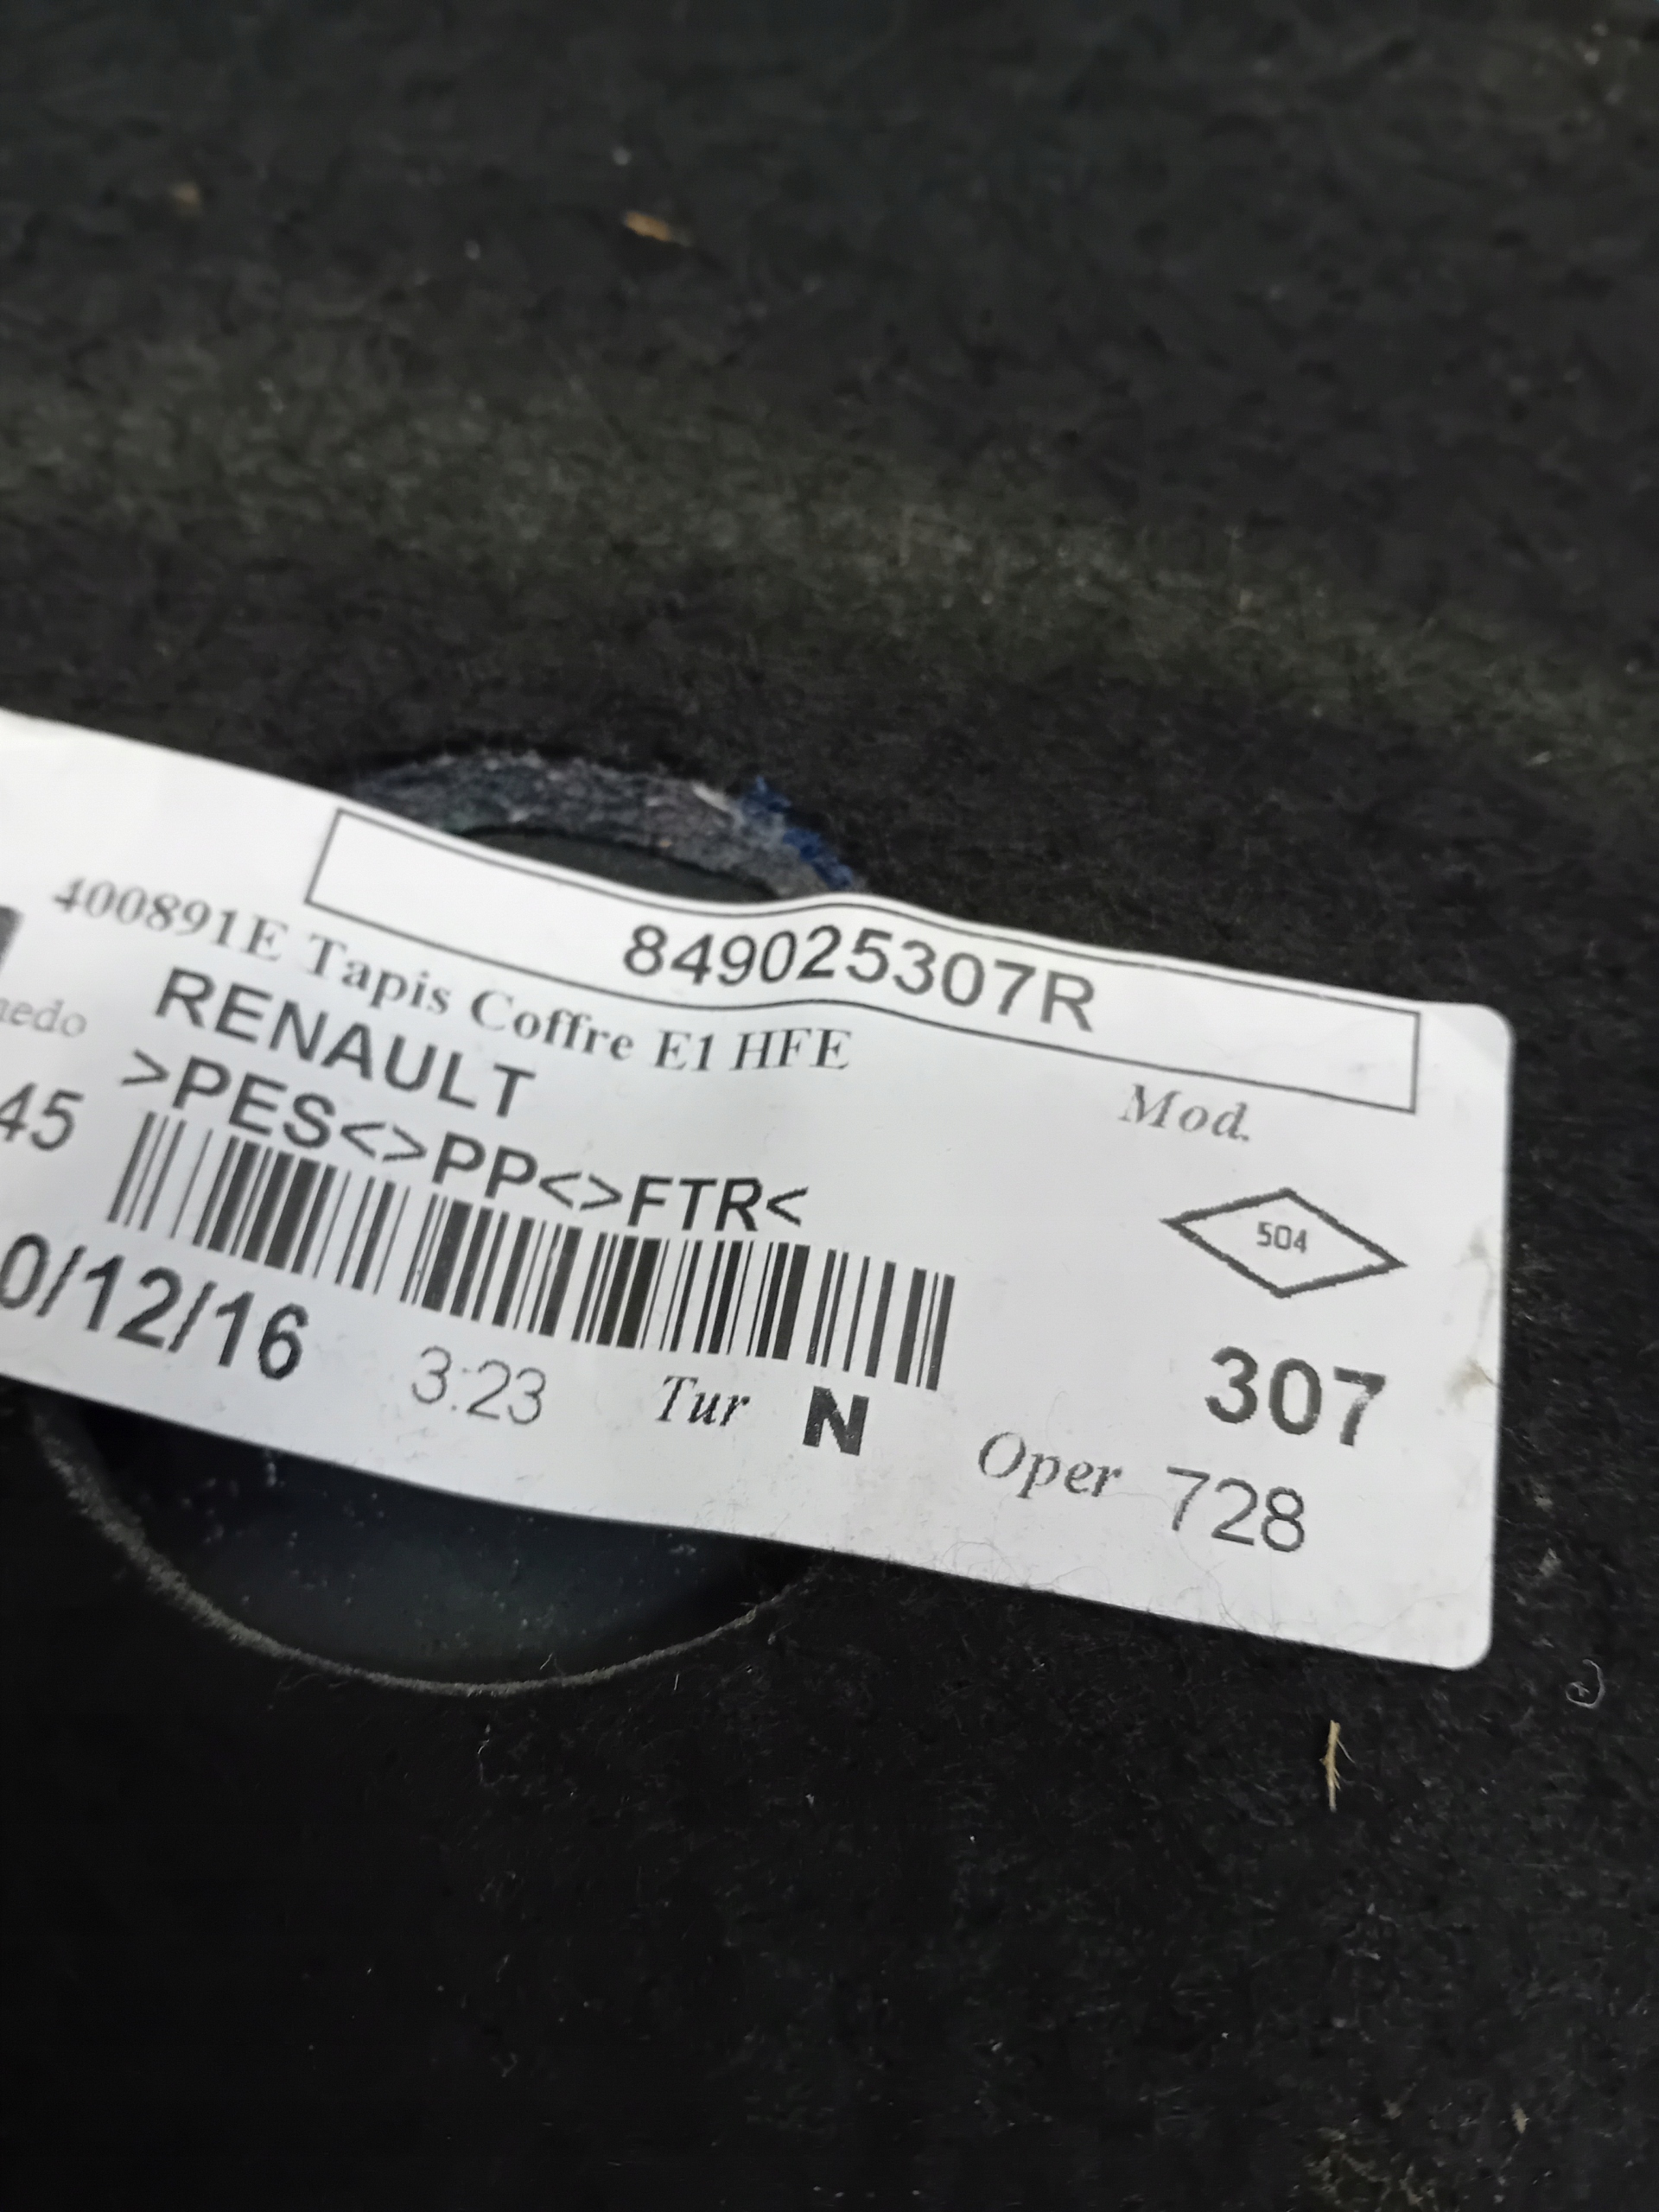 849025307R
400891E Tapis Coffre E1 HFE
RENAULT
Mod.
>PES<>PP<>FTR<
45
504
0/12/16
3:23
Tur N
307
Oper 728